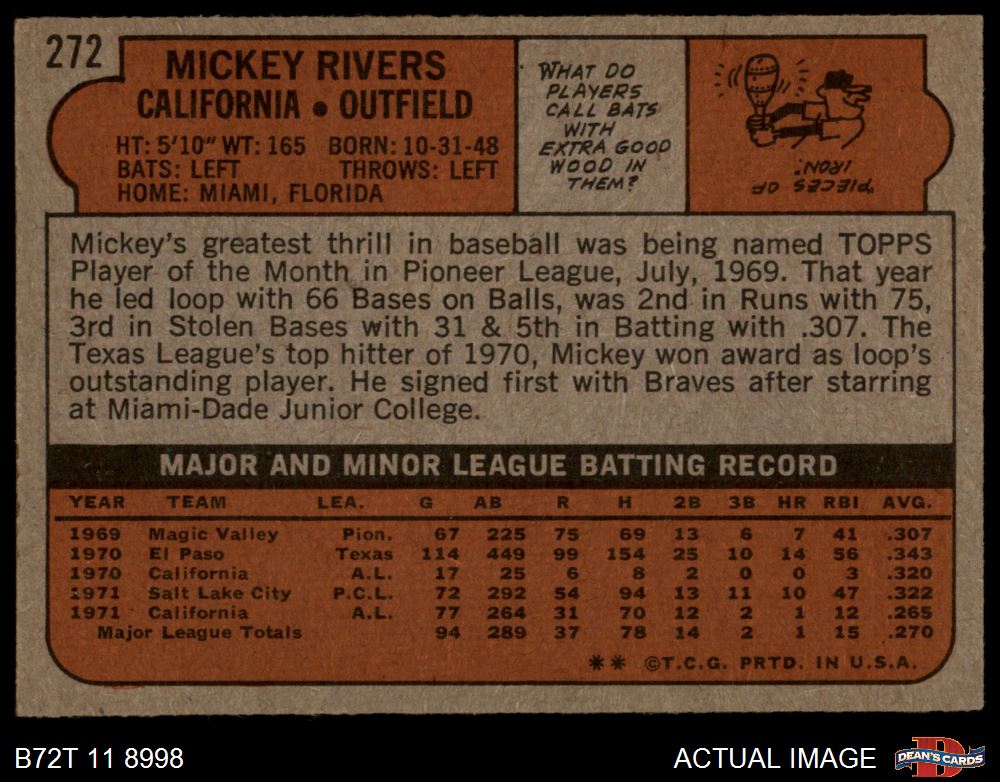 272
MICKEY RIVERS
CALIFORNIA • OUTFIELD
HT: 5'10" WT: 165 BORN: 10-31-48
BATS: LEFT THROWS: LEFT
HOME: MIAMI, FLORIDA
WHAT DO
PLAYERS
CALL BATS
WITH
EXTRA GOOD
WOOD IN
THEM?
"PIECES OF
IRON."
Mickey's greatest thrill in baseball was being named TOPPS
Player of the Month in Pioneer League, July, 1969. That year
he led loop with 66 Bases on Balls, was 2nd in Runs with 75,
3rd in Stolen Bases with 31 & 5th in Batting with .307. The
Texas League's top hitter of 1970, Mickey won award as loop's
outstanding player. He signed first with Braves after starring
at Miami-Dade Junior College.
MAJOR AND MINOR LEAGUE BATTING RECORD
YEAR TEAM LEA. G AB R H 2B 3B HR RBI AVG.
1969 Magic Valley Pion. 67 225 75 69 13 6 7 41 .307
1970 El Paso Texas 114 449 99 154 25 10 14 56 .343
1970 California A.L. 17 25 6 8 2 0 0 3 .320
1971 Salt Lake City P.C.L. 72 292 54 94 13 11 10 47 .322
1971 California A.L. 77 264 31 70 12 2 1 12 .265
Major League Totals 94 289 37 78 14 2 1 15 .270
** ©T.C.G. PRTD. IN U.S.A.
B72T 11 8998
ACTUAL IMAGE
D
DEAN'S CARDS